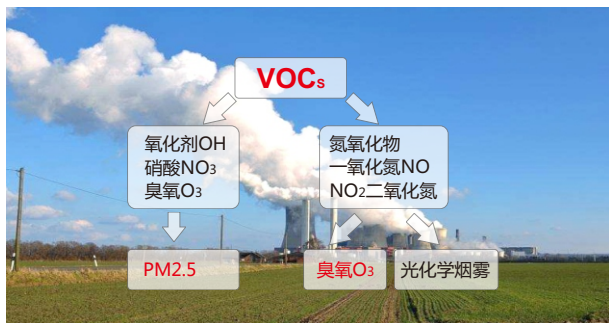 VOCs
氧化剂OH
硝酸NO3
臭氧O3
氮氧化物
一氧化氮NO
NO2二氧化氮
PM2.5
臭氧O3
光化学烟雾